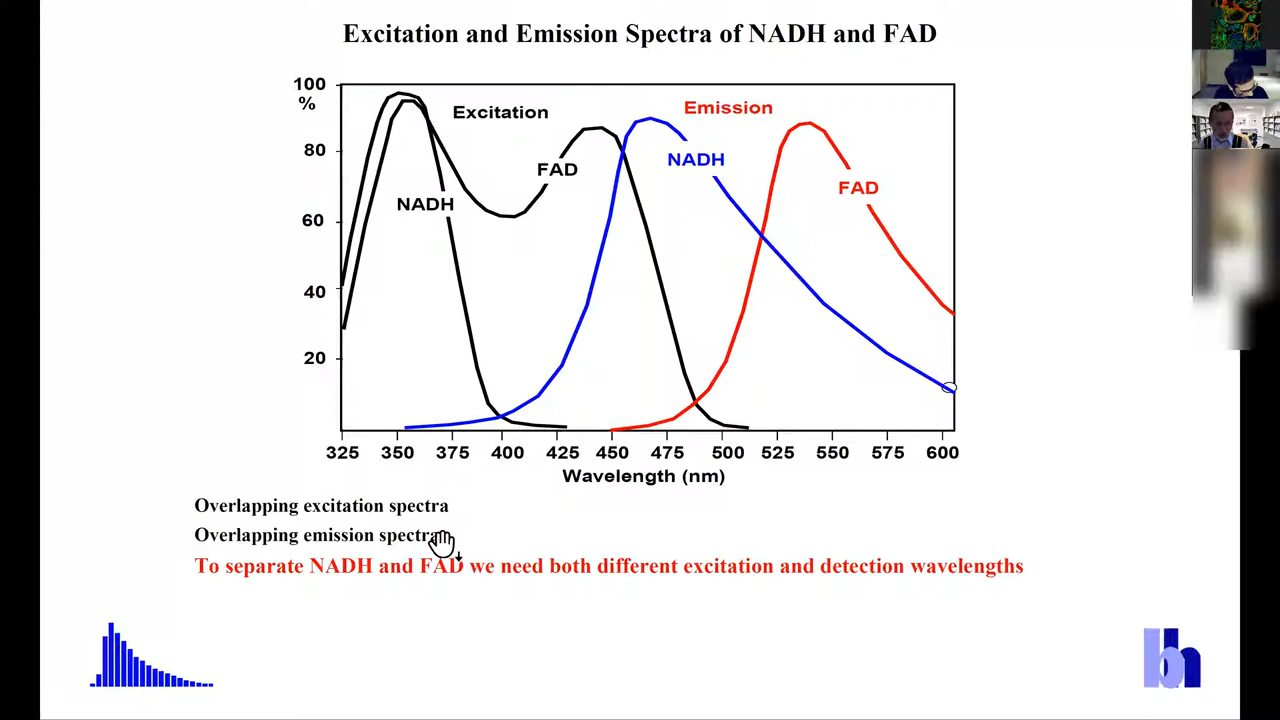 Excitation and Emission Spectra of NADH and FAD
100
%
80
60
40
20
Excitation
Emission
NADH
FAD
NADH
FAD
325 350 375 400 425 450 475 500 525 550 575 600
Wavelength (nm)
Overlapping excitation spectra
Overlapping emission spectra
To separate NADH and FAD we need both different excitation and detection wavelengths
bh